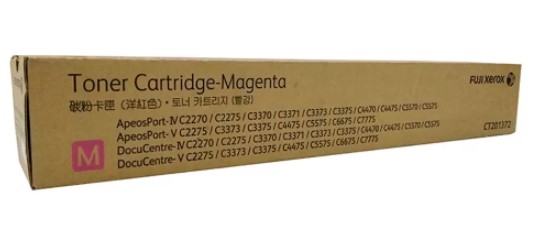 Toner Cartridge-Magenta
FUJI xerox
碳粉卡匣（洋紅色）・토너 카트리지 (빨강)
ApeosPort-Ⅳ C2270 / C2275 / C3370 / C3371 / C3373 / C3375 / C4470 / C4475 / C5570 / C5575
ApeosPort-Ⅴ C2275 / C3373 / C3375 / C4475 / C5575 / C6675 / C7775
DocuCentre-Ⅳ C2270 / C2275 / C3370 / C3371 / C3373 / C3375 / C4470 / C4475 / C5570 / C5575
DocuCentre-Ⅴ C2275 / C3373 / C3375 / C4475 / C5575 / C6675 / C7775
M
CT201372